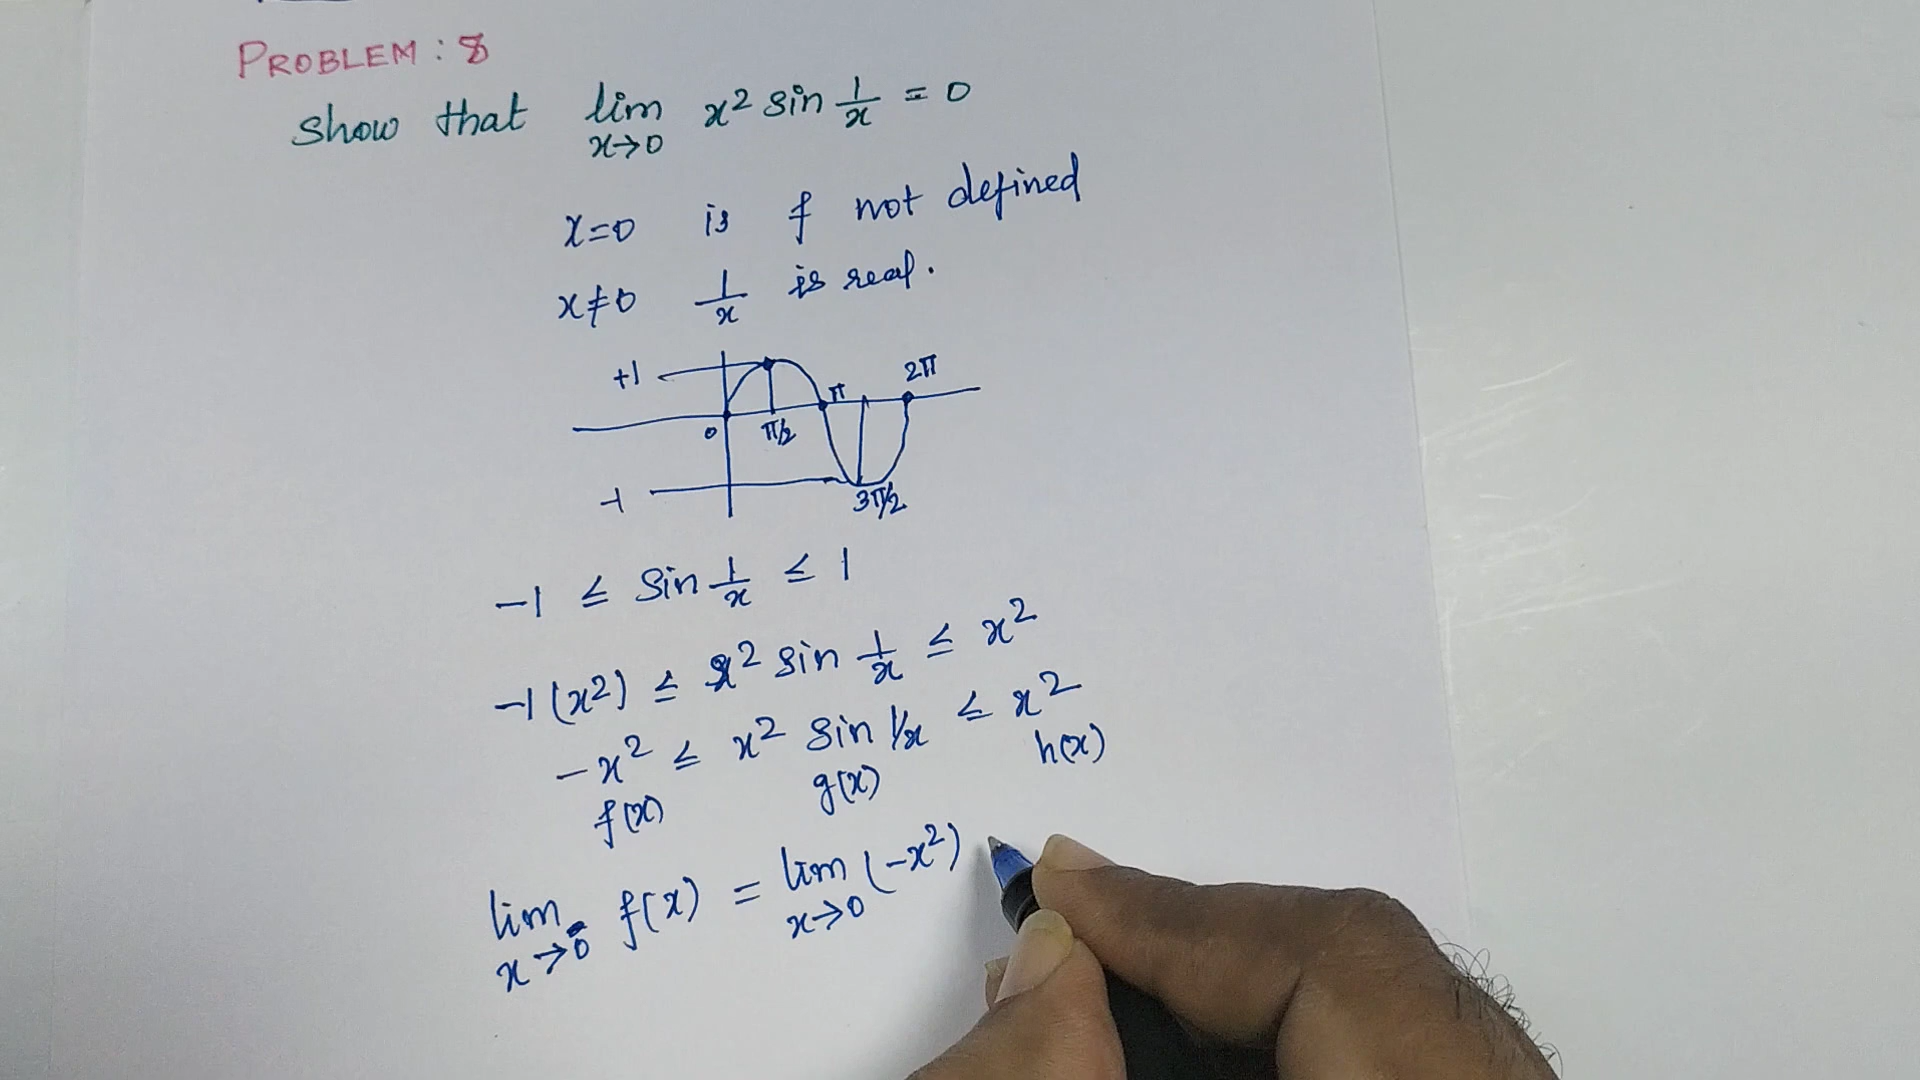 PROBLEM : 8
Show that lim x→0 x² sin 1/x = 0
x=0 is f not defined
x≠0 1/x is real.
+1
2π
π
0 π/2
-1
3π/2
-1 ≤ sin 1/x ≤ 1
-1(x²) ≤ x² sin 1/x ≤ x²
-x² ≤ x² sin 1/x ≤ x²
f(x) g(x) h(x)
lim x→0 f(x) = lim x→0 (-x²)